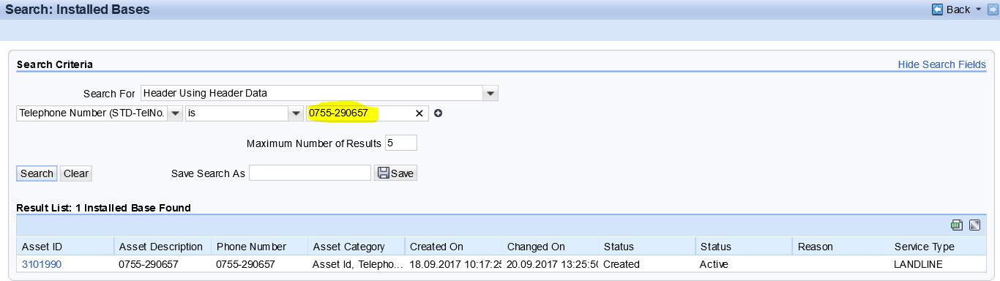 Search: Installed Bases
Back
Search Criteria
Hide Search Fields
Search For Header Using Header Data
Telephone Number (STD-TelNo. is 0755-290657
Maximum Number of Results 5
Search Clear Save Search As Save
Result List: 1 Installed Base Found
Asset ID Asset Description Phone Number Asset Category Created On Changed On Status Status Reason Service Type
3101990 0755-290657 0755-290657 Asset Id, Telepho... 18.09.2017 10:17:25 20.09.2017 13:25:50 Created Active LANDLINE